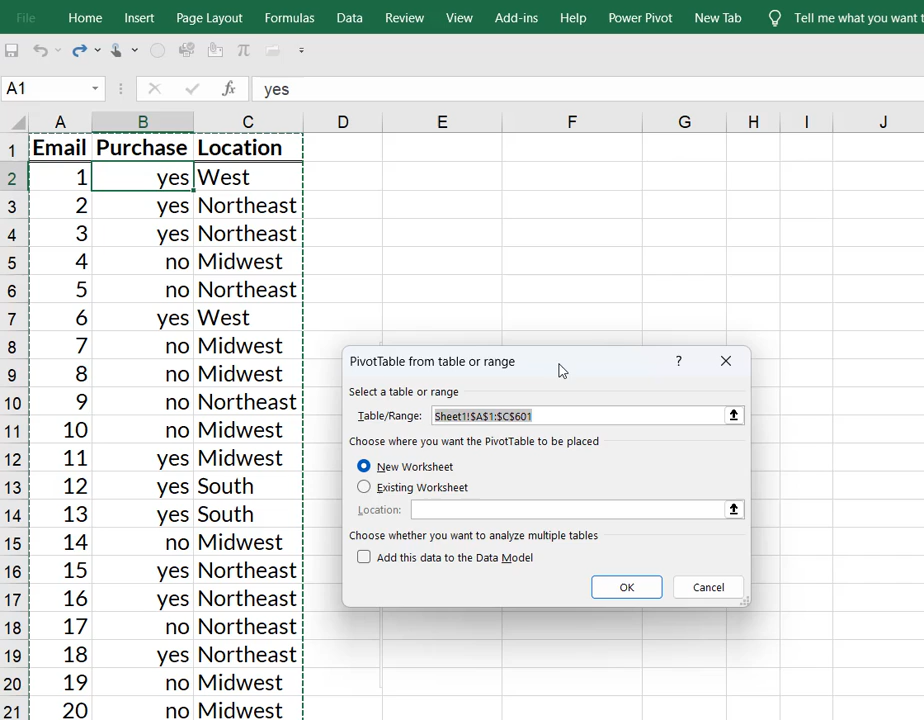 File Home Insert Page Layout Formulas Data Review View Add-ins Help Power Pivot New Tab Tell me what you want t
π
A1 fx yes
A B C D E F G H I J
1 Email Purchase Location
2 1 yes West
3 2 yes Northeast
4 3 yes Northeast
5 4 no Midwest
6 5 no Northeast
7 6 yes West
8 7 no Midwest
9 8 no Midwest
10 9 no Northeast
11 10 no Midwest
12 11 yes Midwest
13 12 yes South
14 13 yes South
15 14 no Midwest
16 15 yes Northeast
17 16 yes Northeast
18 17 no Northeast
19 18 yes Northeast
20 19 no Midwest
21 20 no Midwest
PivotTable from table or range ?
Select a table or range
Table/Range: Sheet1!$A$1:$C$601
Choose where you want the PivotTable to be placed
New Worksheet
Existing Worksheet
Location:
Choose whether you want to analyze multiple tables
Add this data to the Data Model
OK Cancel